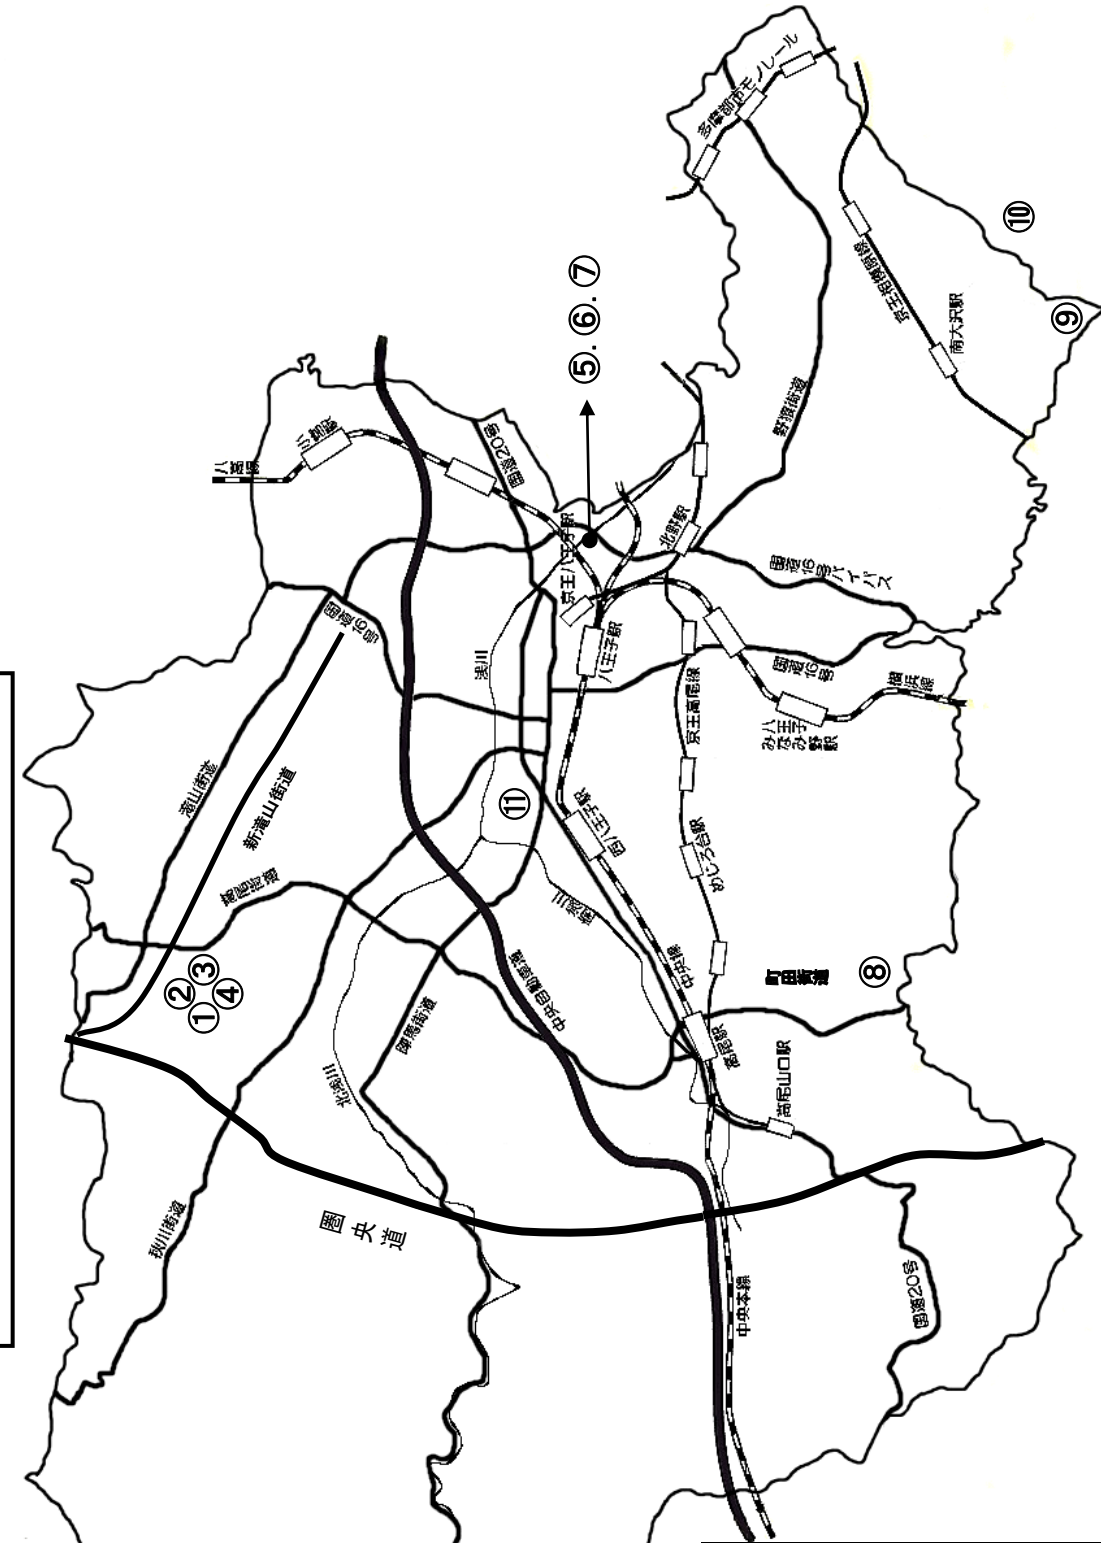 多摩都市モノレール
⑩
京王相模原線
南大沢駅
⑨
⑤. ⑥. ⑦
野猿街道
八高線
小宮駅
国道20号
京王八王子駅
北野駅
国道16号バイパス
国道16号
浅川
八王子駅
国道16号
横浜線
八王子
みなみ野駅
京王高尾線
滝山街道
新滝山街道
⑪
西八王子駅
めじろ台駅
高尾街道
中央線
町田街道
⑧
②
③
①
④
中央自動車道
陣馬街道
北浅川
高尾駅
高尾山口駅
秋川街道
圏央道
中央本線
国道20号